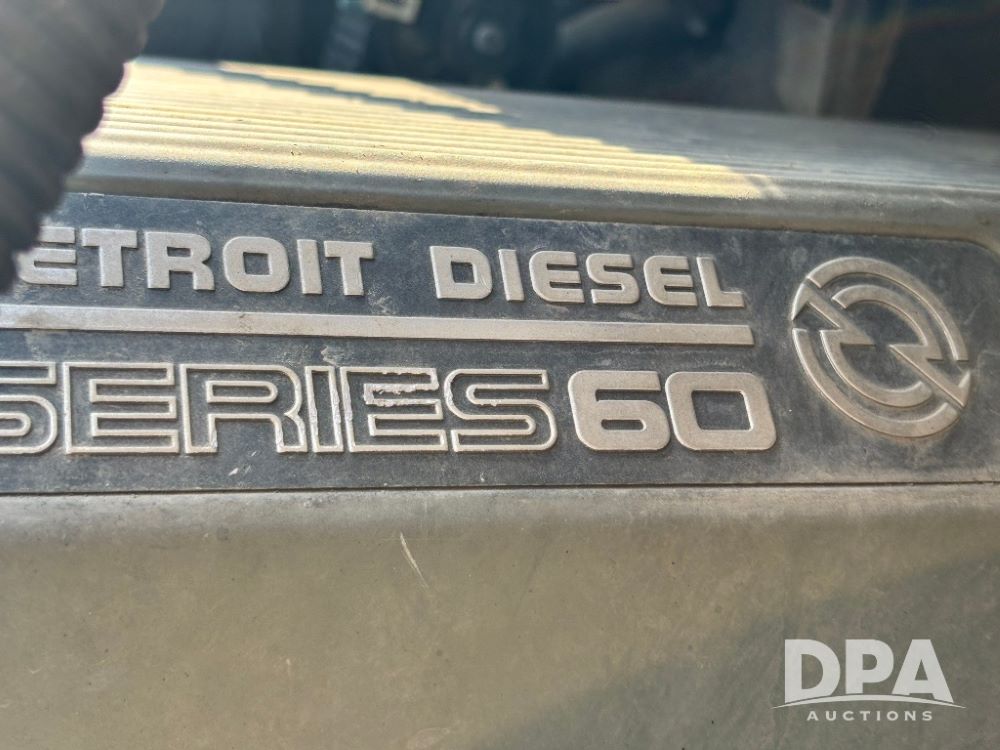 ETROIT DIESEL
SERIES 60
DPA
AUCTIONS